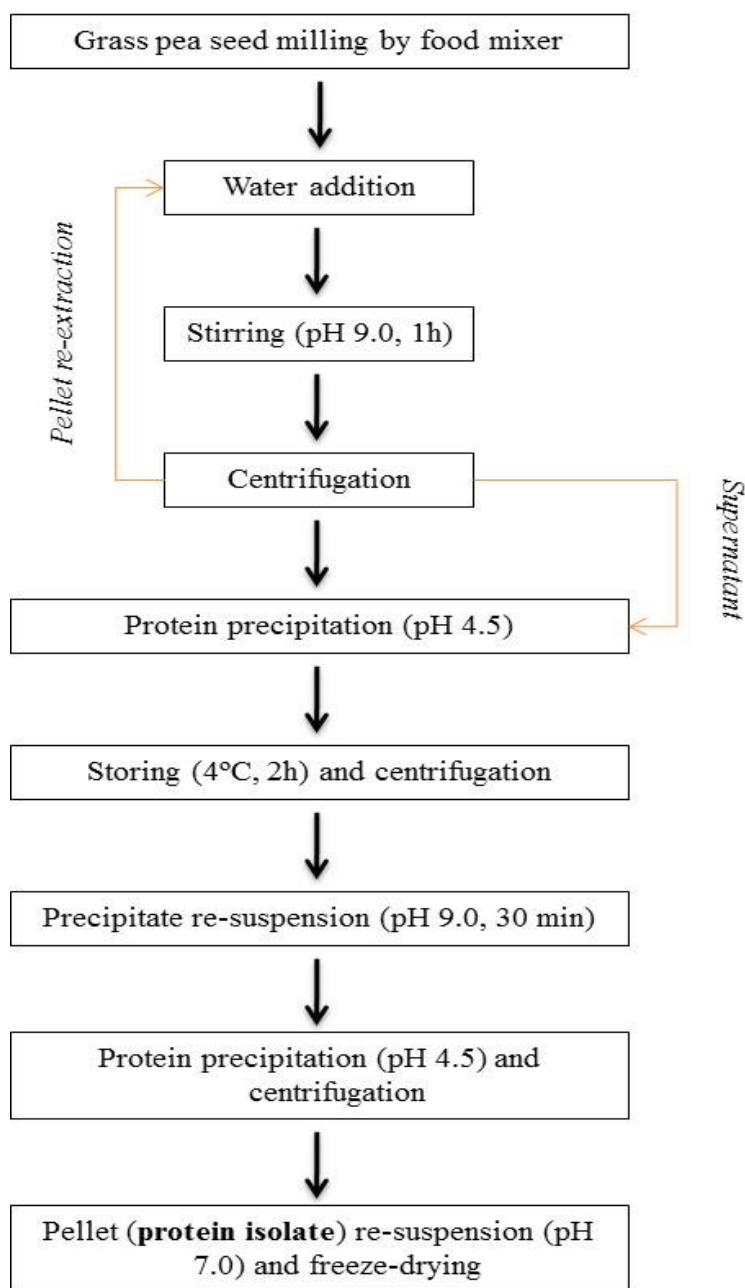 Grass pea seed milling by food mixer
Water addition
Pellet re-extraction
Stirring (pH 9.0, 1h)
Centrifugation
Supernatant
Protein precipitation (pH 4.5)
Storing (4°C, 2h) and centrifugation
Precipitate re-suspension (pH 9.0, 30 min)
Protein precipitation (pH 4.5) and
centrifugation
Pellet (protein isolate) re-suspension (pH
7.0) and freeze-drying